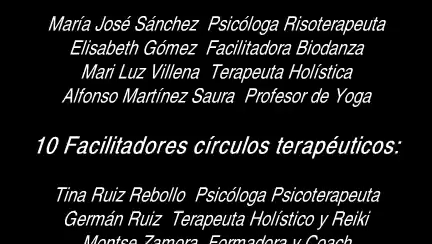 María José Sánchez Psicóloga Risoterapeuta
Elisabeth Gómez Facilitadora Biodanza
Mari Luz Villena Terapeuta Holística
Alfonso Martínez Saura Profesor de Yoga
10 Facilitadores círculos terapéuticos:
Tina Ruiz Rebollo Psicóloga Psicoterapeuta
Germán Ruiz Terapeuta Holístico y Reiki
Montse Zamora Formadora y Coach